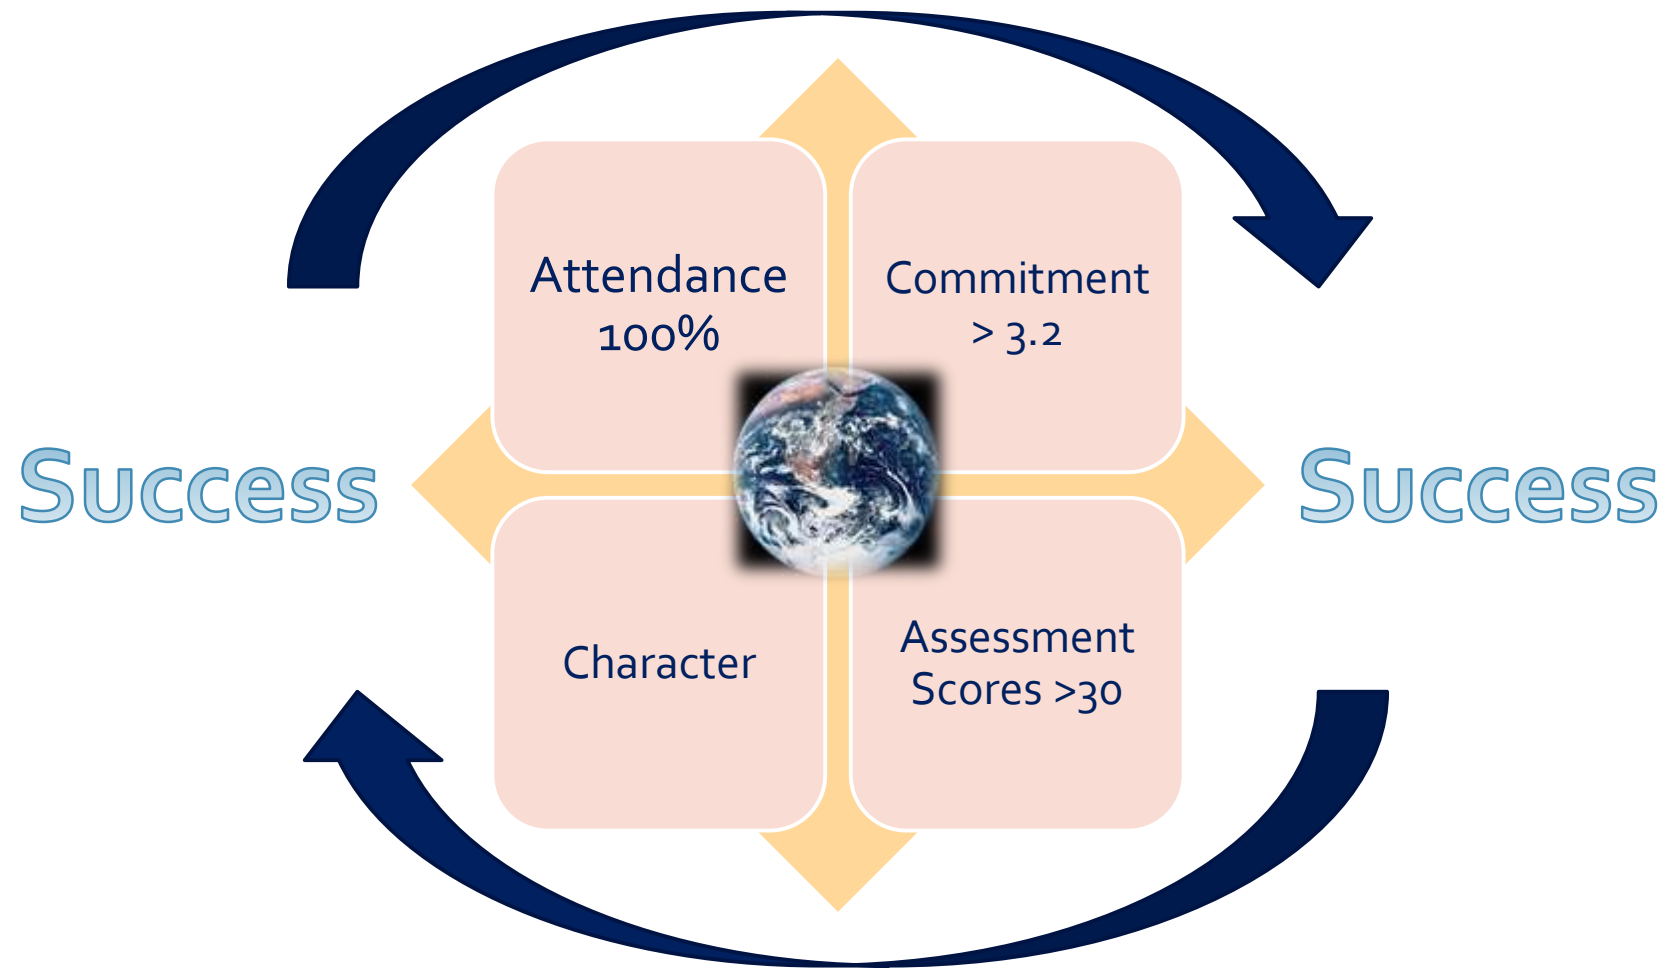 Attendance
100%
Commitment
> 3.2
Success
Success
Character
Assessment
Scores >30